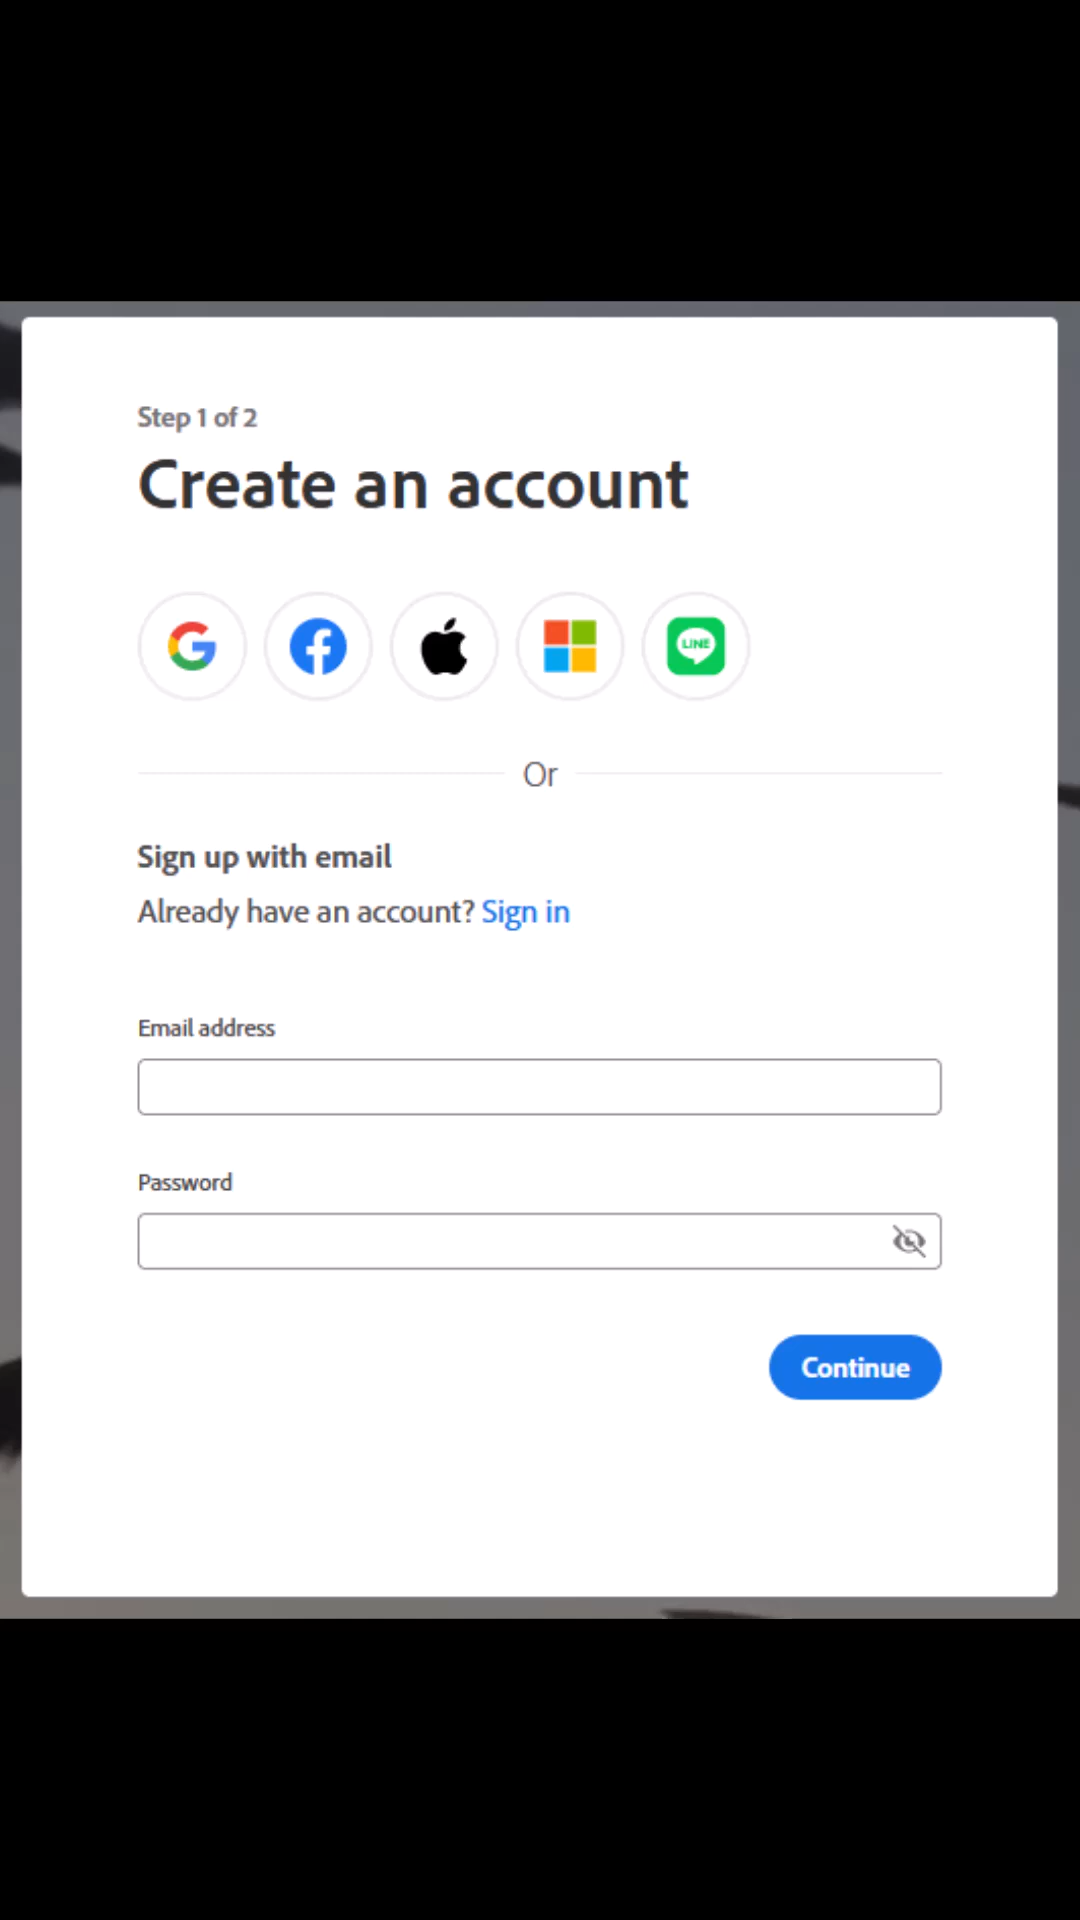 Step 1 of 2
Create an account
LINE
Or
Sign up with email
Already have an account? Sign in
Email address
Password
Continue